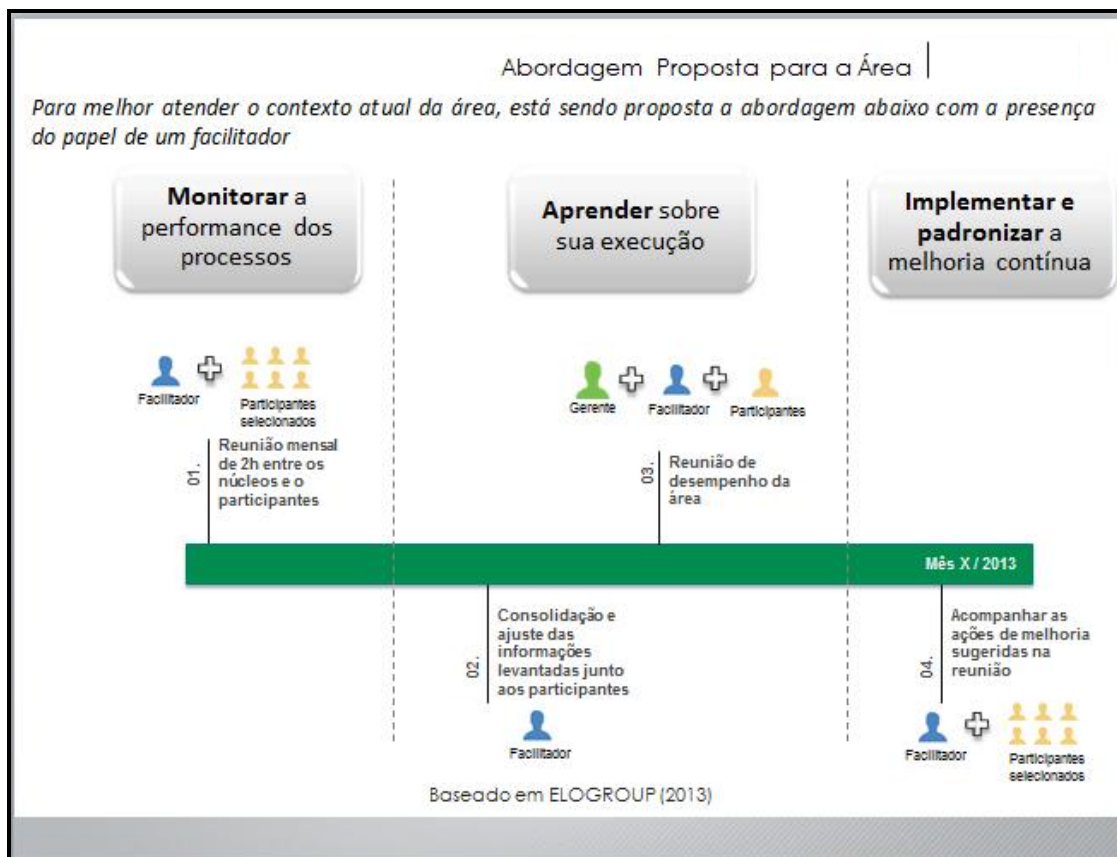 Abordagem Proposta para a Área
Para melhor atender o contexto atual da área, está sendo proposta a abordagem abaixo com a presença
do papel de um facilitador
Monitorar a
performance dos
processos
Aprender sobre
sua execução
Implementar e
padronizar a
melhoria contínua
Facilitador
Participantes
selecionados
Gerente
Facilitador
Participantes
01.
Reunião mensal
de 2h entre os
núcleos e o
participantes
03.
Reunião de
desempenho da
área
Mês X / 2013
02.
Consolidação e
ajuste das
informações
levantadas junto
aos participantes
Facilitador
04.
Acompanhar as
ações de melhoria
sugeridas na
reunião
Facilitador
Participantes
selecionados
Baseado em ELOGROUP (2013)